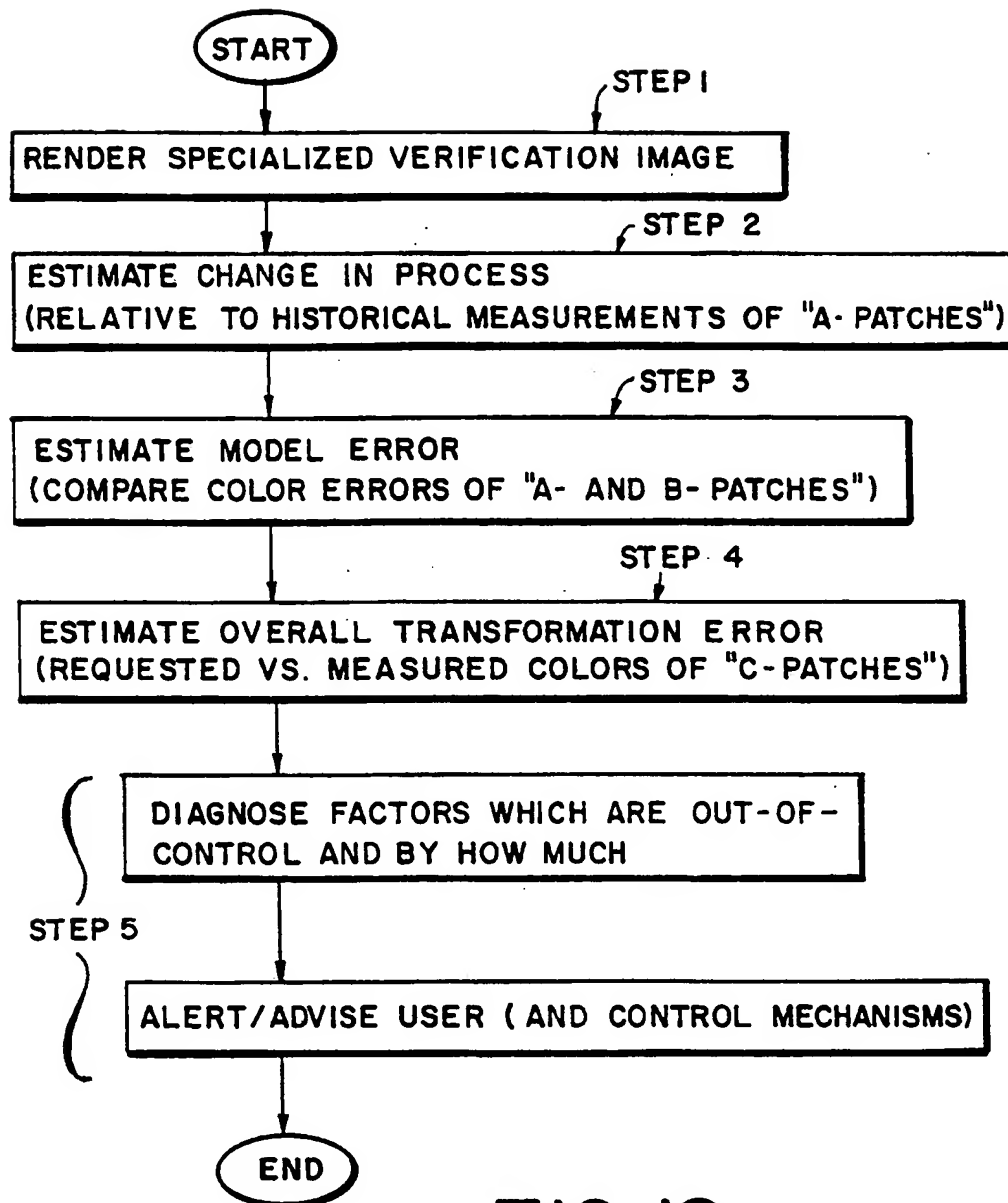 START
STEP 1
RENDER SPECIALIZED VERIFICATION IMAGE
STEP 2
ESTIMATE CHANGE IN PROCESS
(RELATIVE TO HISTORICAL MEASUREMENTS OF "A-PATCHES")
STEP 3
ESTIMATE MODEL ERROR
(COMPARE COLOR ERRORS OF "A- AND B-PATCHES")
STEP 4
ESTIMATE OVERALL TRANSFORMATION ERROR
(REQUESTED VS. MEASURED COLORS OF "C-PATCHES")
DIAGNOSE FACTORS WHICH ARE OUT-OF-
CONTROL AND BY HOW MUCH
STEP 5
ALERT/ADVISE USER (AND CONTROL MECHANISMS)
END